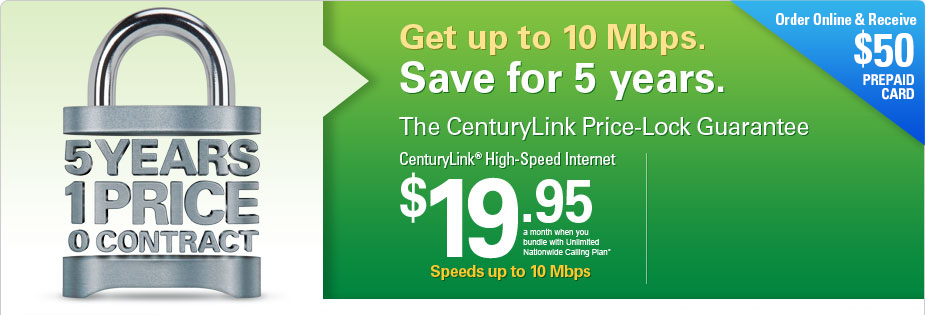 5 YEARS
1 PRICE
0 CONTRACT
Get up to 10 Mbps.
Save for 5 years.
The CenturyLink Price-Lock Guarantee
CenturyLink® High-Speed Internet
$19.95
a month when you
bundle with Unlimited
Nationwide Calling Plan*
Speeds up to 10 Mbps
Order Online & Receive
$50
PREPAID
CARD